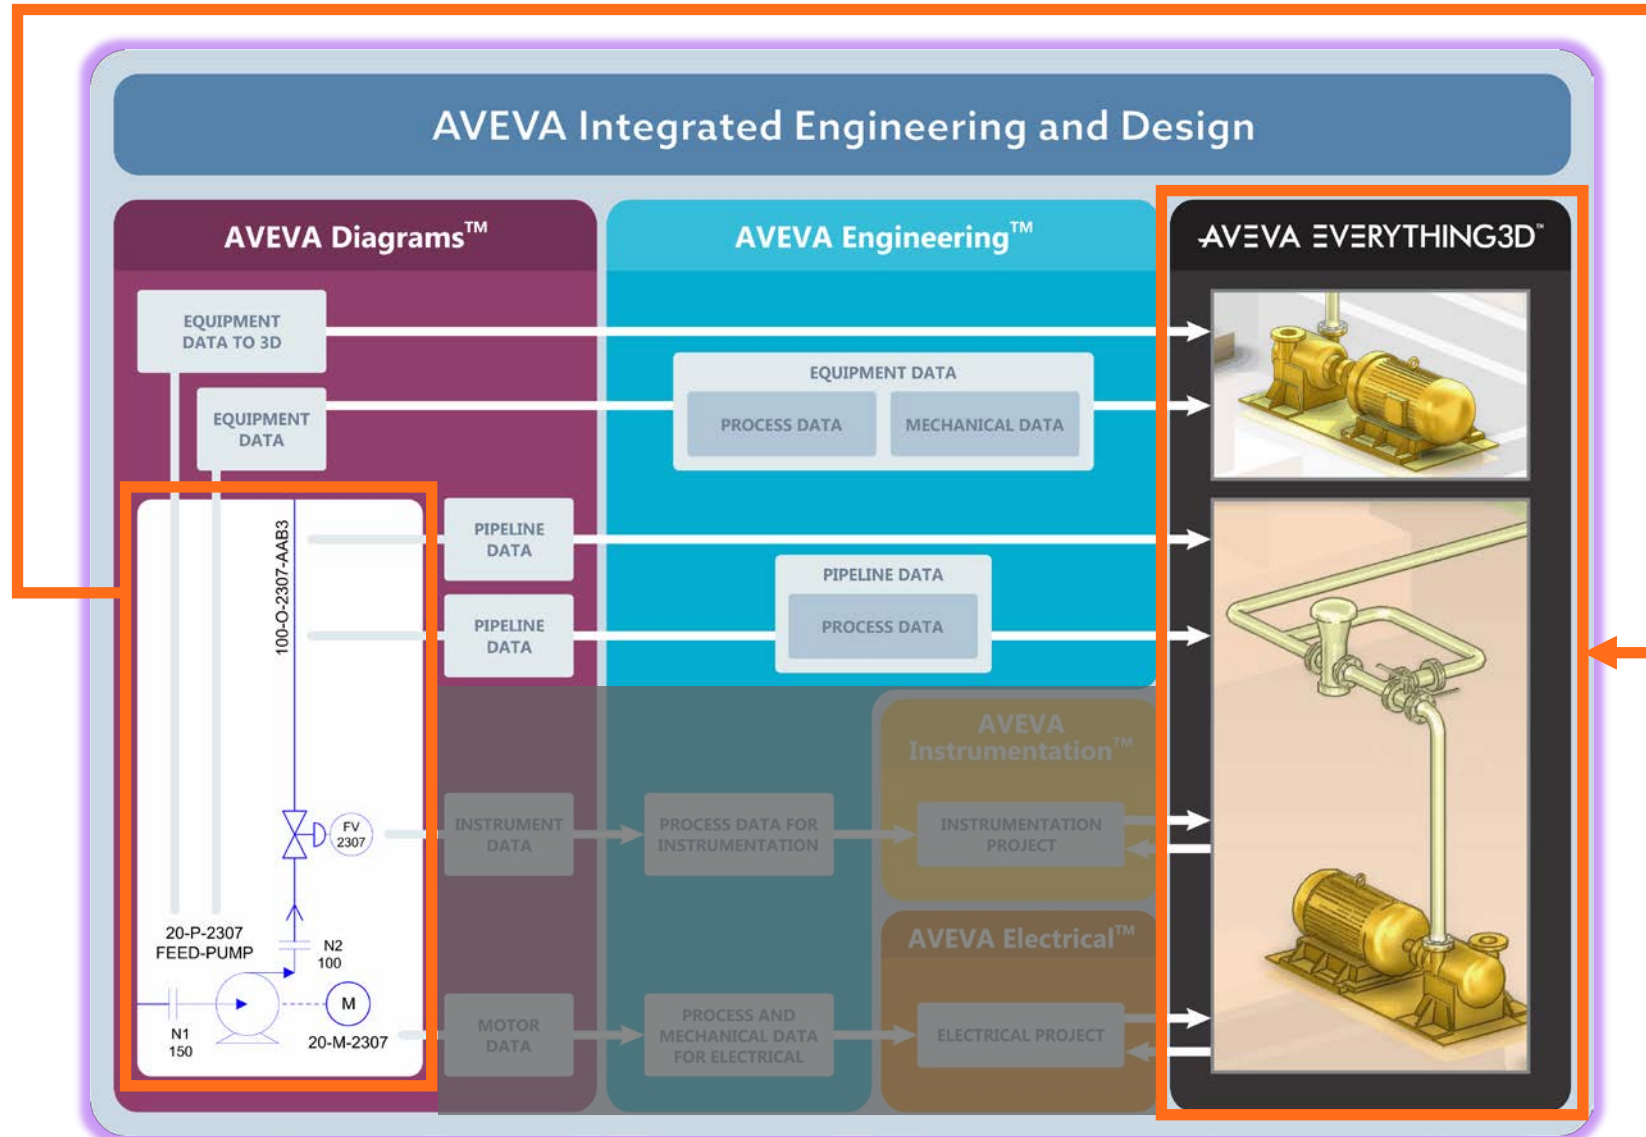 AVEVA Integrated Engineering and Design
AVEVA Diagrams™
AVEVA Engineering™
AVEVA EVERYTHING3D™
EQUIPMENT
DATA TO 3D
EQUIPMENT
DATA
EQUIPMENT DATA
PROCESS DATA
MECHANICAL DATA
100-O-2307-AAB3
PIPELINE
DATA
PIPELINE
DATA
PIPELINE DATA
PROCESS DATA
AVEVA
Instrumentation™
FV
2307
INSTRUMENT
DATA
PROCESS DATA FOR
INSTRUMENTATION
INSTRUMENTATION
PROJECT
20-P-2307
FEED-PUMP
N2
100
AVEVA Electrical™
N1
150
M
20-M-2307
MOTOR
DATA
PROCESS AND
MECHANICAL DATA
FOR ELECTRICAL
ELECTRICAL PROJECT